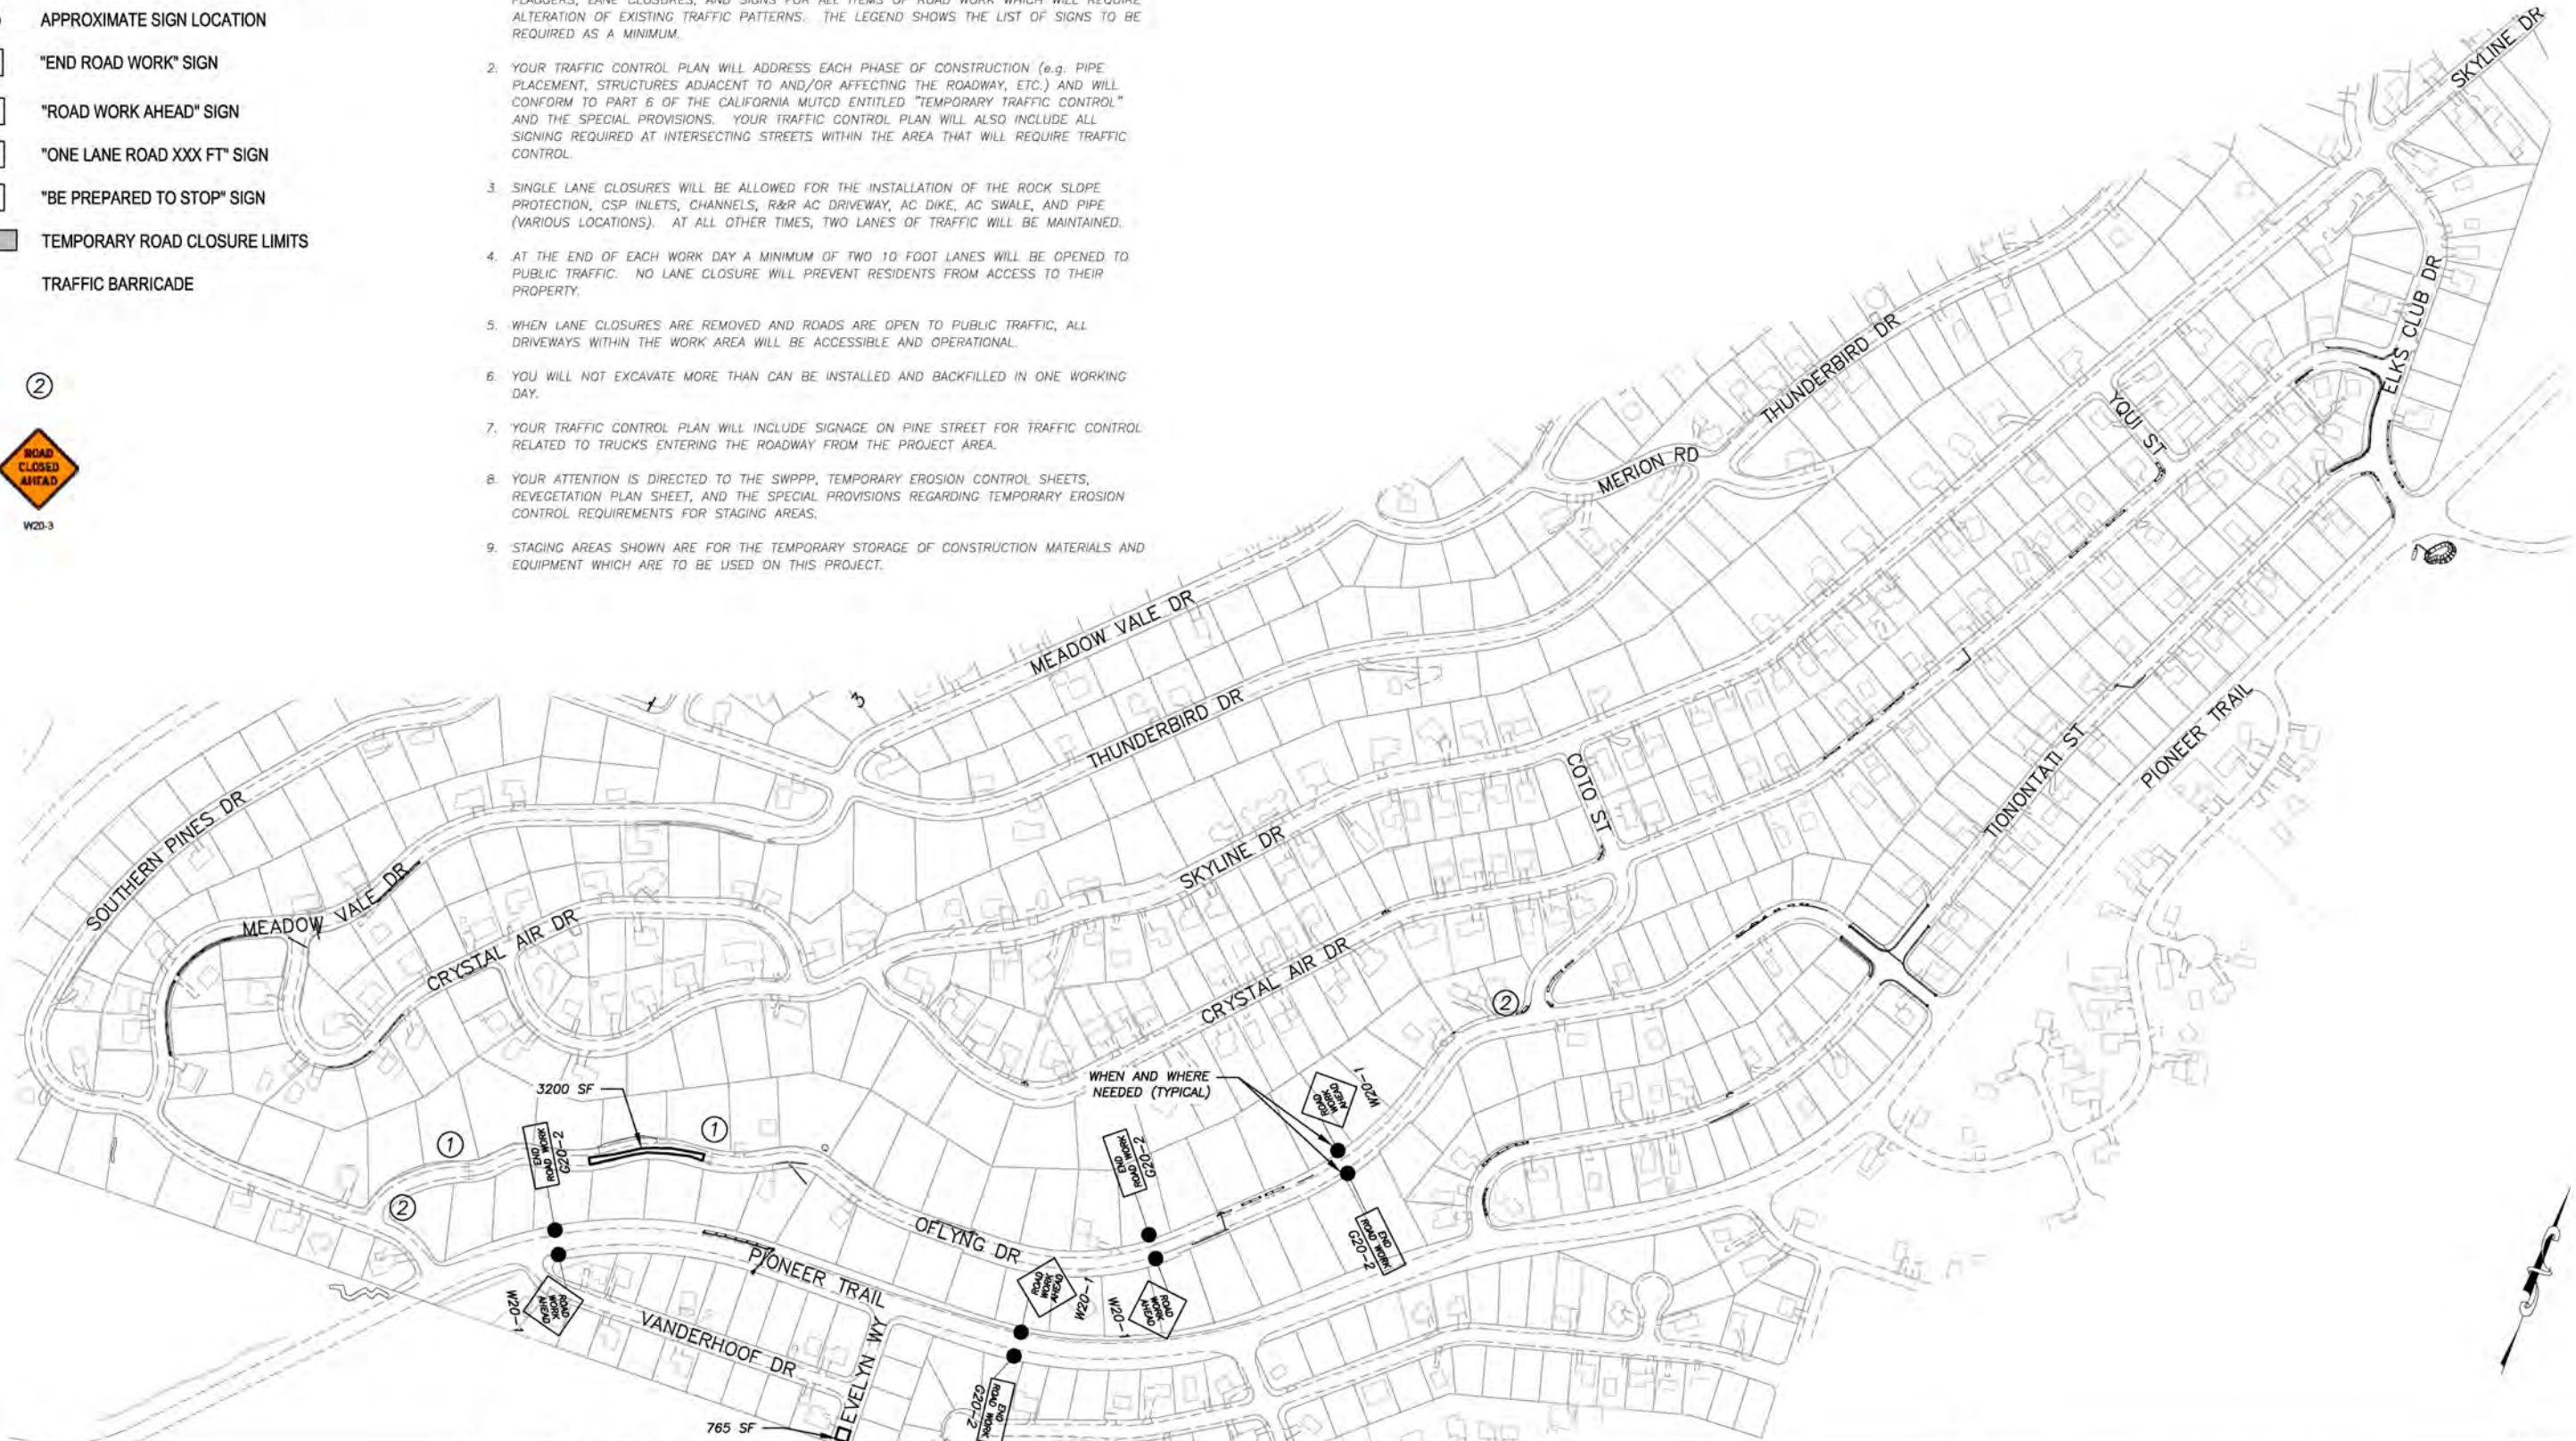 APPROXIMATE SIGN LOCATION
"END ROAD WORK" SIGN
"ROAD WORK AHEAD" SIGN
"ONE LANE ROAD XXX FT" SIGN
"BE PREPARED TO STOP" SIGN
TEMPORARY ROAD CLOSURE LIMITS
TRAFFIC BARRICADE
2
ROAD
CLOSED
AHEAD
W20-3
FLAGGERS, LANE CLOSURES, AND SIGNS FOR ALL ITEMS OF ROAD WORK WHICH WILL REQUIRE
ALTERATION OF EXISTING TRAFFIC PATTERNS. THE LEGEND SHOWS THE LIST OF SIGNS TO BE
REQUIRED AS A MINIMUM.
2. YOUR TRAFFIC CONTROL PLAN WILL ADDRESS EACH PHASE OF CONSTRUCTION (e.g. PIPE
PLACEMENT, STRUCTURES ADJACENT TO AND/OR AFFECTING THE ROADWAY, ETC.) AND WILL
CONFORM TO PART 6 OF THE CALIFORNIA MUTCD ENTITLED "TEMPORARY TRAFFIC CONTROL"
AND THE SPECIAL PROVISIONS. YOUR TRAFFIC CONTROL PLAN WILL ALSO INCLUDE ALL
SIGNING REQUIRED AT INTERSECTING STREETS WITHIN THE AREA THAT WILL REQUIRE TRAFFIC
CONTROL.
3. SINGLE LANE CLOSURES WILL BE ALLOWED FOR THE INSTALLATION OF THE ROCK SLOPE
PROTECTION, CSP INLETS, CHANNELS, R&R AC DRIVEWAY, AC DIKE, AC SWALE, AND PIPE
(VARIOUS LOCATIONS). AT ALL OTHER TIMES, TWO LANES OF TRAFFIC WILL BE MAINTAINED.
4. AT THE END OF EACH WORK DAY A MINIMUM OF TWO 10 FOOT LANES WILL BE OPENED TO
PUBLIC TRAFFIC. NO LANE CLOSURE WILL PREVENT RESIDENTS FROM ACCESS TO THEIR
PROPERTY.
5. WHEN LANE CLOSURES ARE REMOVED AND ROADS ARE OPEN TO PUBLIC TRAFFIC, ALL
DRIVEWAYS WITHIN THE WORK AREA WILL BE ACCESSIBLE AND OPERATIONAL.
6. YOU WILL NOT EXCAVATE MORE THAN CAN BE INSTALLED AND BACKFILLED IN ONE WORKING
DAY.
7. YOUR TRAFFIC CONTROL PLAN WILL INCLUDE SIGNAGE ON PINE STREET FOR TRAFFIC CONTROL
RELATED TO TRUCKS ENTERING THE ROADWAY FROM THE PROJECT AREA.
8. YOUR ATTENTION IS DIRECTED TO THE SWPPP, TEMPORARY EROSION CONTROL SHEETS,
REVEGETATION PLAN SHEET, AND THE SPECIAL PROVISIONS REGARDING TEMPORARY EROSION
CONTROL REQUIREMENTS FOR STAGING AREAS.
9. STAGING AREAS SHOWN ARE FOR THE TEMPORARY STORAGE OF CONSTRUCTION MATERIALS AND
EQUIPMENT WHICH ARE TO BE USED ON THIS PROJECT.
SKYLINE DR
ELKS CLUB DR
THUNDERBIRD DR
THUNDERBIRD DR
YQUI ST
MERION RD
MEADOW VALE DR
3
THUNDERBIRD DR
TIONONTATI ST
PIONEER TRAIL
COTO ST
SOUTHERN PINES DR
SKYLINE DR
MEADOW VALE DR
CRYSTAL AIR DR
CRYSTAL AIR DR
2
3200 SF
WHEN AND WHERE
NEEDED (TYPICAL)
ROAD
WORK
AHEAD
W20-1
1
1
END
ROAD WORK
G20-2
END
ROAD WORK
G20-2
2
OFLYNG DR
END
ROAD WORK
G20-2
PIONEER TRAIL
ROAD
WORK
AHEAD
W20-1
ROAD
WORK
AHEAD
W20-1
ROAD
WORK
AHEAD
W20-1
VANDERHOOF DR
EVELYN WY
END
ROAD WORK
G20-2
765 SF